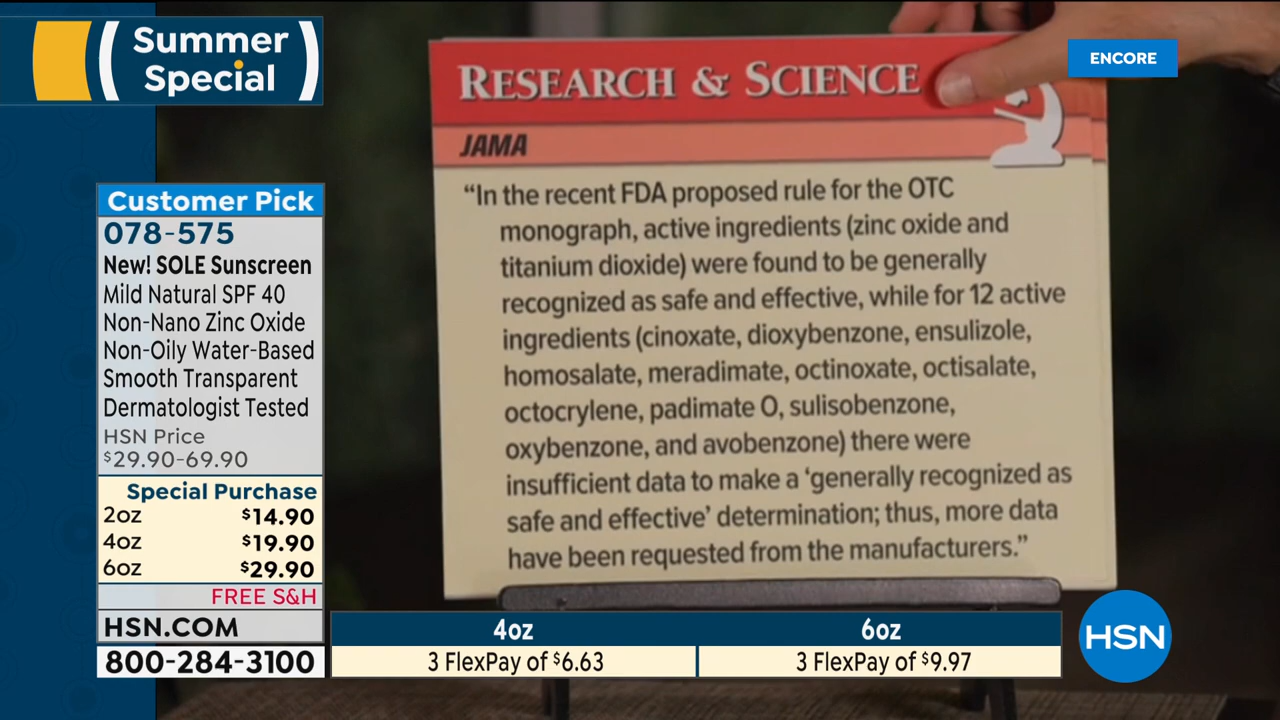 ( Summer
Special )
ENCORE
RESEARCH & SCIENCE
JAMA
“In the recent FDA proposed rule for the OTC
monograph, active ingredients (zinc oxide and
titanium dioxide) were found to be generally
recognized as safe and effective, while for 12 active
ingredients (cinoxate, dioxybenzone, ensulizole,
homosalate, meradimate, octinoxate, octisalate,
octocrylene, padimate O, sulisobenzone,
oxybenzone, and avobenzone) there were
insufficient data to make a ‘generally recognized as
safe and effective’ determination; thus, more data
have been requested from the manufacturers.”
Customer Pick
078-575
New! SOLE Sunscreen
Mild Natural SPF 40
Non-Nano Zinc Oxide
Non-Oily Water-Based
Smooth Transparent
Dermatologist Tested
HSN Price
$29.90-69.90
Special Purchase
2oz $14.90
4oz $19.90
6oz $29.90
FREE S&H
HSN.COM
800-284-3100
4oz 6oz
3 FlexPay of $6.63 3 FlexPay of $9.97
HSN